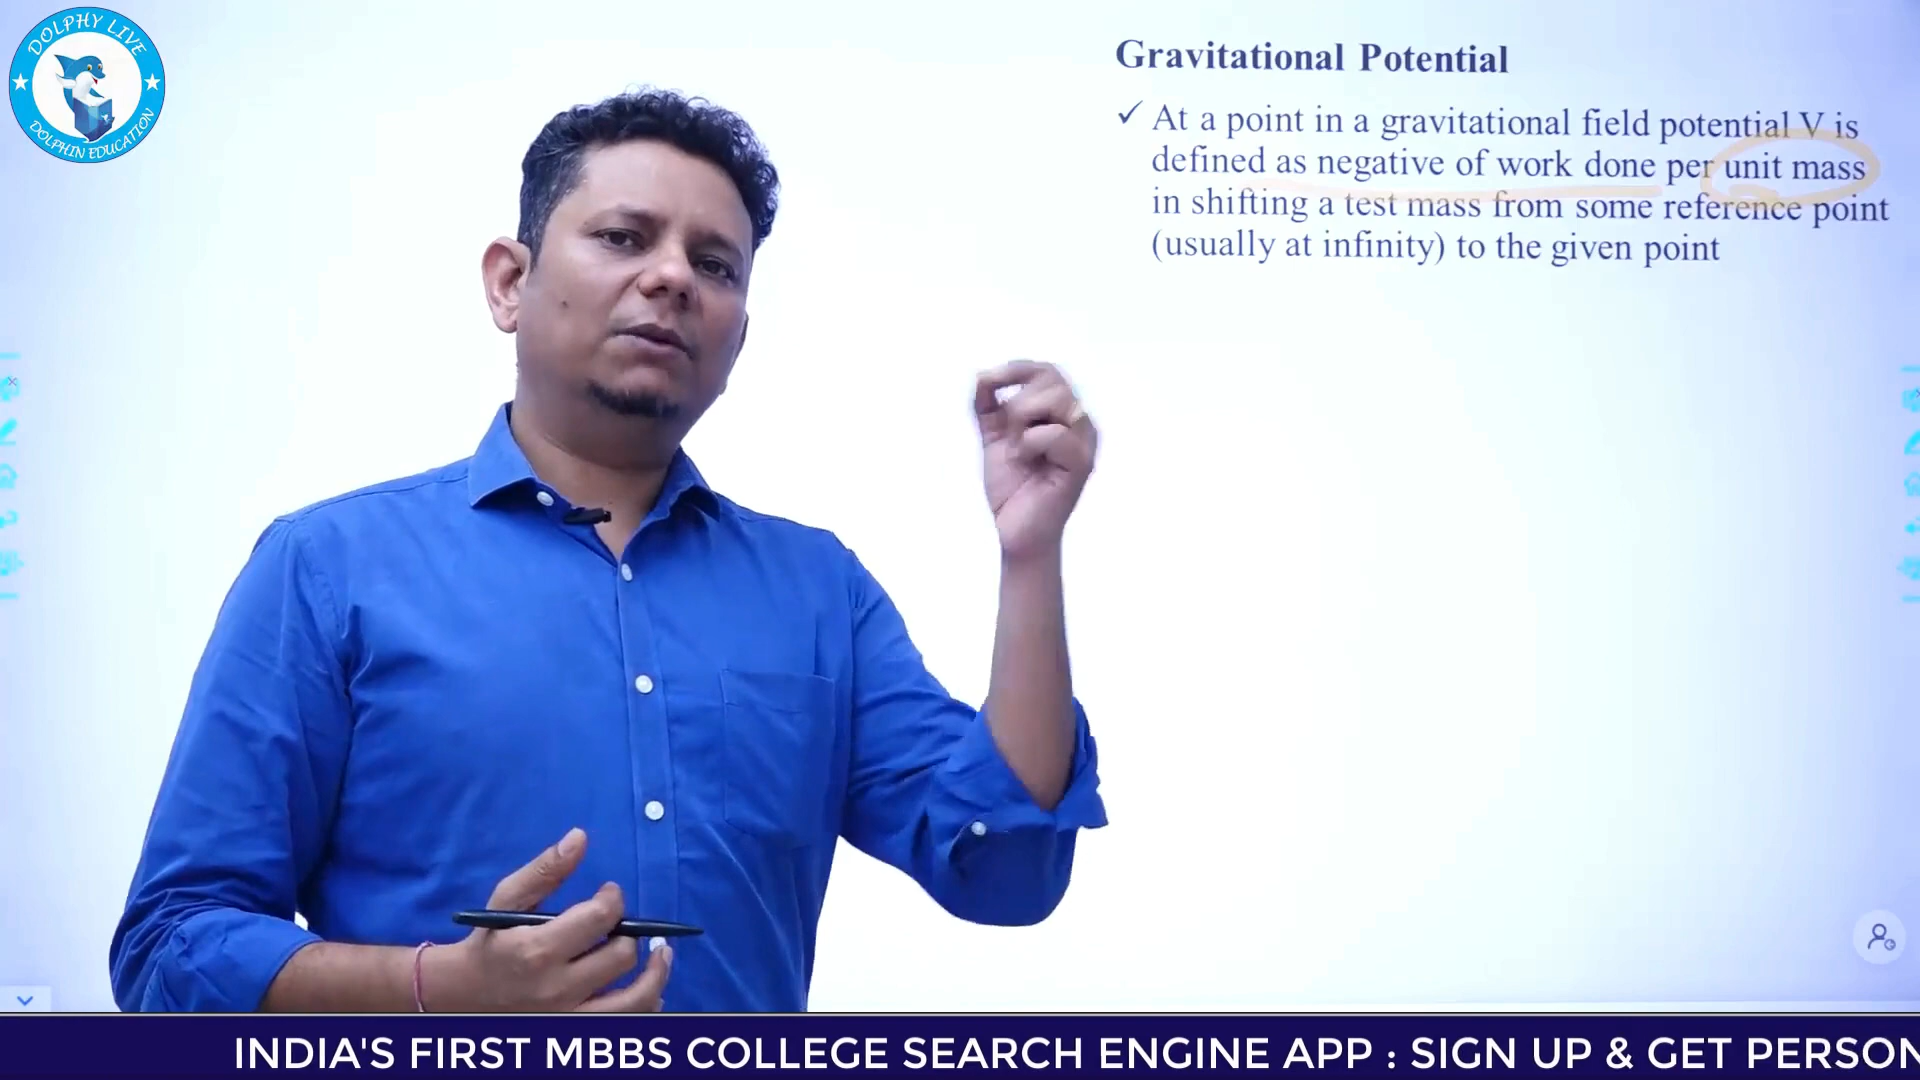 DOLPHY LIVE
DOLPHIN EDUCATION
Gravitational Potential
✓ At a point in a gravitational field potential V is
defined as negative of work done per unit mass
in shifting a test mass from some reference point
(usually at infinity) to the given point
INDIA'S FIRST MBBS COLLEGE SEARCH ENGINE APP : SIGN UP & GET PERSON